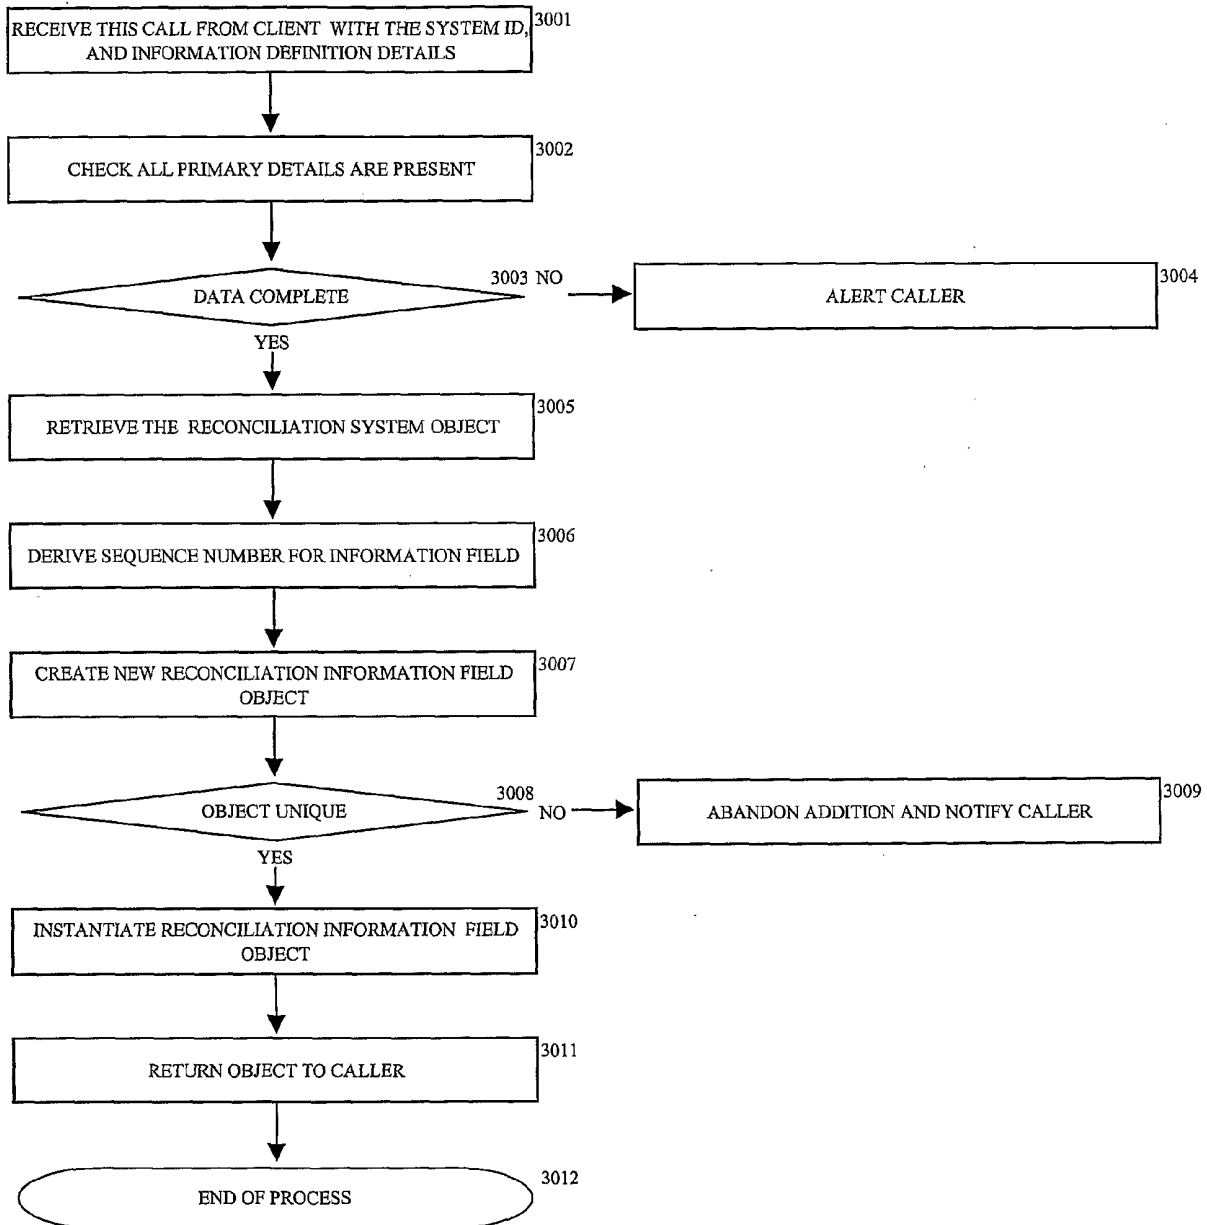 RECEIVE THIS CALL FROM CLIENT WITH THE SYSTEM ID, 3001
AND INFORMATION DEFINITION DETAILS
3002
CHECK ALL PRIMARY DETAILS ARE PRESENT
3003 NO
DATA COMPLETE
3004
ALERT CALLER
YES
3005
RETRIEVE THE RECONCILIATION SYSTEM OBJECT
3006
DERIVE SEQUENCE NUMBER FOR INFORMATION FIELD
3007
CREATE NEW RECONCILIATION INFORMATION FIELD
OBJECT
3008
OBJECT UNIQUE
NO
3009
ABANDON ADDITION AND NOTIFY CALLER
YES
3010
INSTANTIATE RECONCILIATION INFORMATION FIELD
OBJECT
3011
RETURN OBJECT TO CALLER
3012
END OF PROCESS